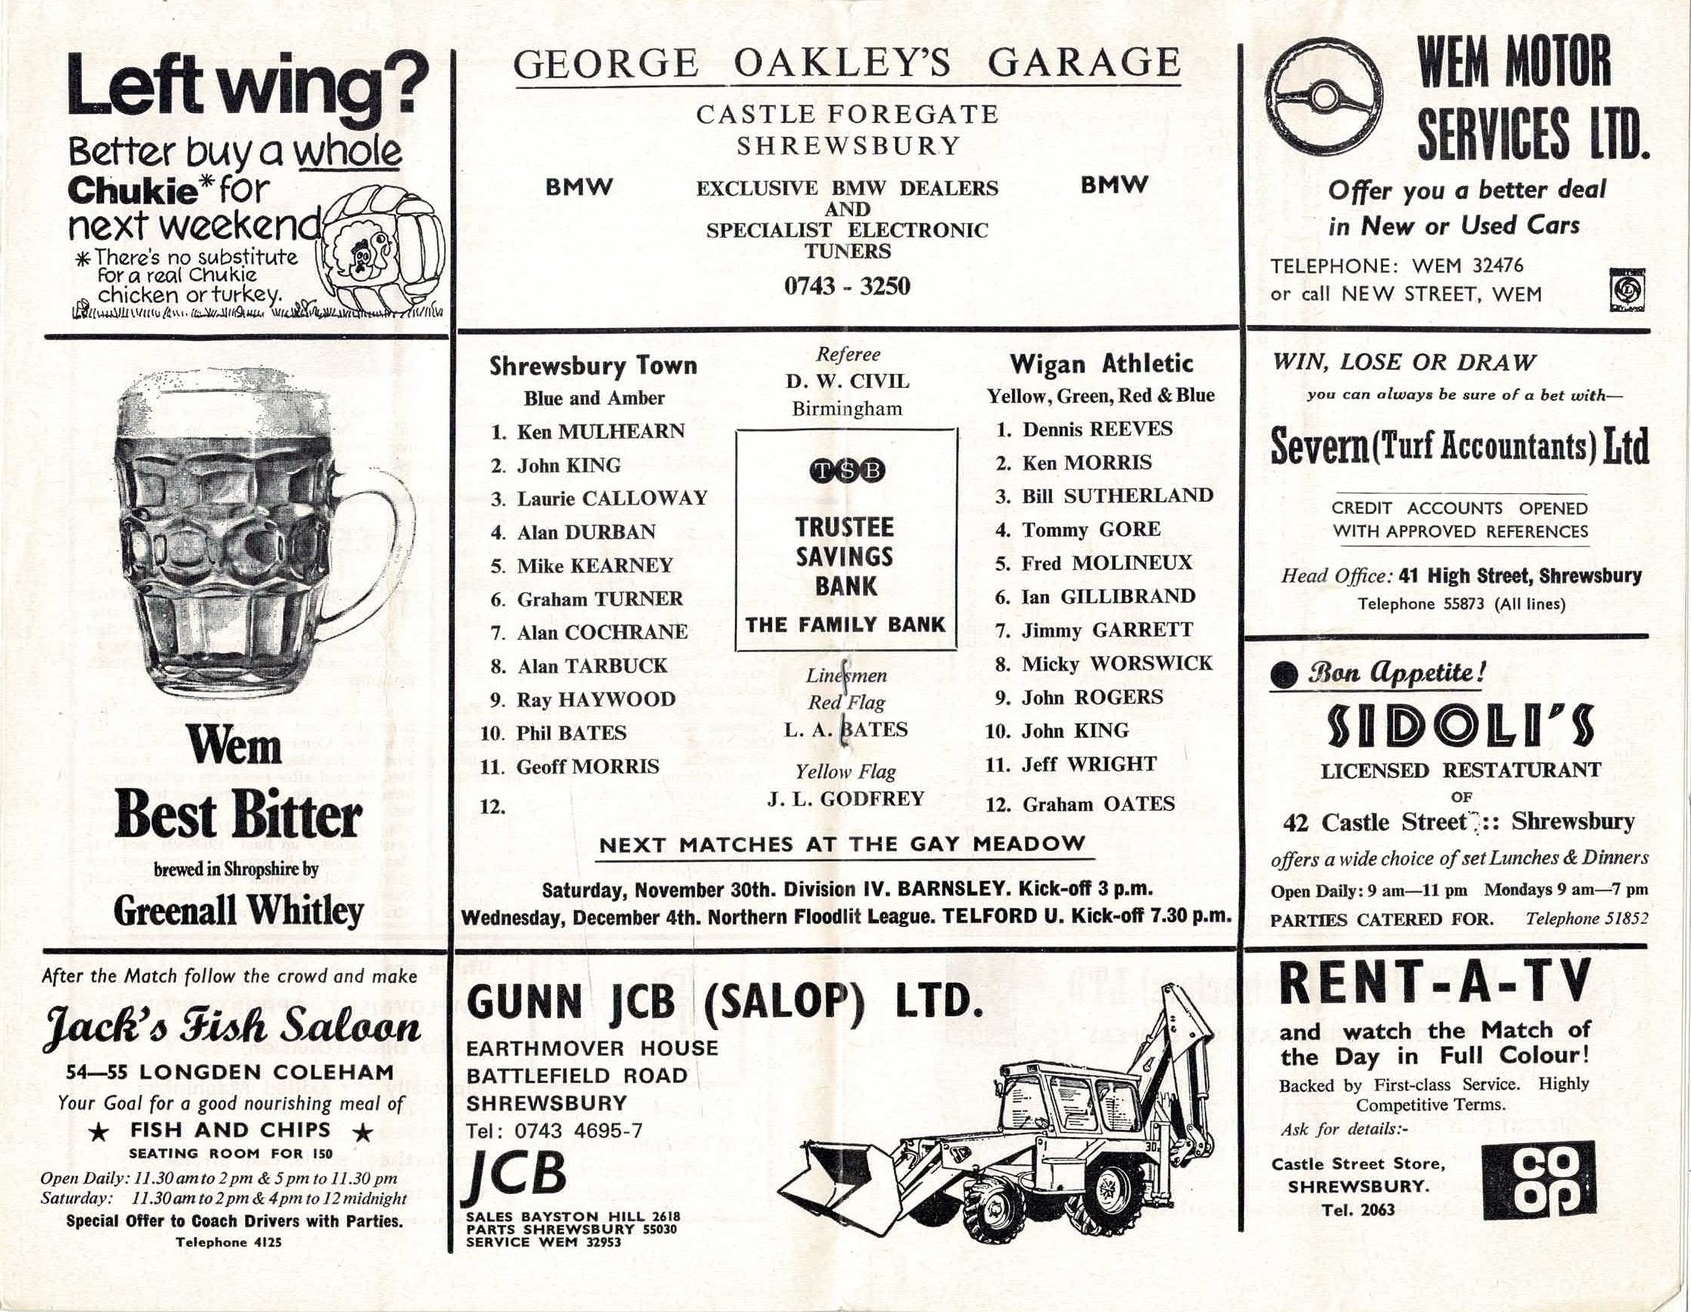 Left wing?
Better buy a whole
Chukie* for
next weekend
* There's no substitute
for a real Chukie
chicken or turkey.
GEORGE OAKLEY'S GARAGE
CASTLE FOREGATE
SHREWSBURY
BMW
EXCLUSIVE BMW DEALERS
AND
SPECIALIST ELECTRONIC
TUNERS
BMW
0743 - 3250
WEM MOTOR
SERVICES LTD.
Offer you a better deal
in New or Used Cars
TELEPHONE: WEM 32476
or call NEW STREET, WEM
L
Wem
Best Bitter
brewed in Shropshire by
Greenall Whitley
Shrewsbury Town
Blue and Amber
1. Ken MULHEARN
2. John KING
3. Laurie CALLOWAY
4. Alan DURBAN
5. Mike KEARNEY
6. Graham TURNER
7. Alan COCHRANE
8. Alan TARBUCK
9. Ray HAYWOOD
10. Phil BATES
11. Geoff MORRIS
12.
Referee
D. W. CIVIL
Birmingham
TSB
TRUSTEE
SAVINGS
BANK
THE FAMILY BANK
Linesmen
Red Flag
L. A. BATES
Yellow Flag
J. L. GODFREY
Wigan Athletic
Yellow, Green, Red & Blue
1. Dennis REEVES
2. Ken MORRIS
3. Bill SUTHERLAND
4. Tommy GORE
5. Fred MOLINEUX
6. Ian GILLIBRAND
7. Jimmy GARRETT
8. Micky WORSWICK
9. John ROGERS
10. John KING
11. Jeff WRIGHT
12. Graham OATES
NEXT MATCHES AT THE GAY MEADOW
Saturday, November 30th. Division IV. BARNSLEY. Kick-off 3 p.m.
Wednesday, December 4th. Northern Floodlit League. TELFORD U. Kick-off 7.30 p.m.
WIN, LOSE OR DRAW
you can always be sure of a bet with—
Severn (Turf Accountants) Ltd
CREDIT ACCOUNTS OPENED
WITH APPROVED REFERENCES
Head Office: 41 High Street, Shrewsbury
Telephone 55873 (All lines)
Bon Appetite!
SIDOLI'S
LICENSED RESTATURANT
OF
42 Castle Street :: Shrewsbury
offers a wide choice of set Lunches & Dinners
Open Daily: 9 am—11 pm Mondays 9 am—7 pm
PARTIES CATERED FOR. Telephone 51852
After the Match follow the crowd and make
Jack's Fish Saloon
54—55 LONGDEN COLEHAM
Your Goal for a good nourishing meal of
★ FISH AND CHIPS ★
SEATING ROOM FOR 150
Open Daily: 11.30 am to 2 pm & 5 pm to 11.30 pm
Saturday: 11.30 am to 2 pm & 4 pm to 12 midnight
Special Offer to Coach Drivers with Parties.
Telephone 4125
GUNN JCB (SALOP) LTD.
EARTHMOVER HOUSE
BATTLEFIELD ROAD
SHREWSBURY
Tel: 0743 4695-7
JCB
SALES BAYSTON HILL 2618
PARTS SHREWSBURY 55030
SERVICE WEM 32953
JCB
RENT-A-TV
and watch the Match of
the Day in Full Colour!
Backed by First-class Service. Highly
Competitive Terms.
Ask for details:-
Castle Street Store,
SHREWSBURY.
Tel. 2063
CO
OP